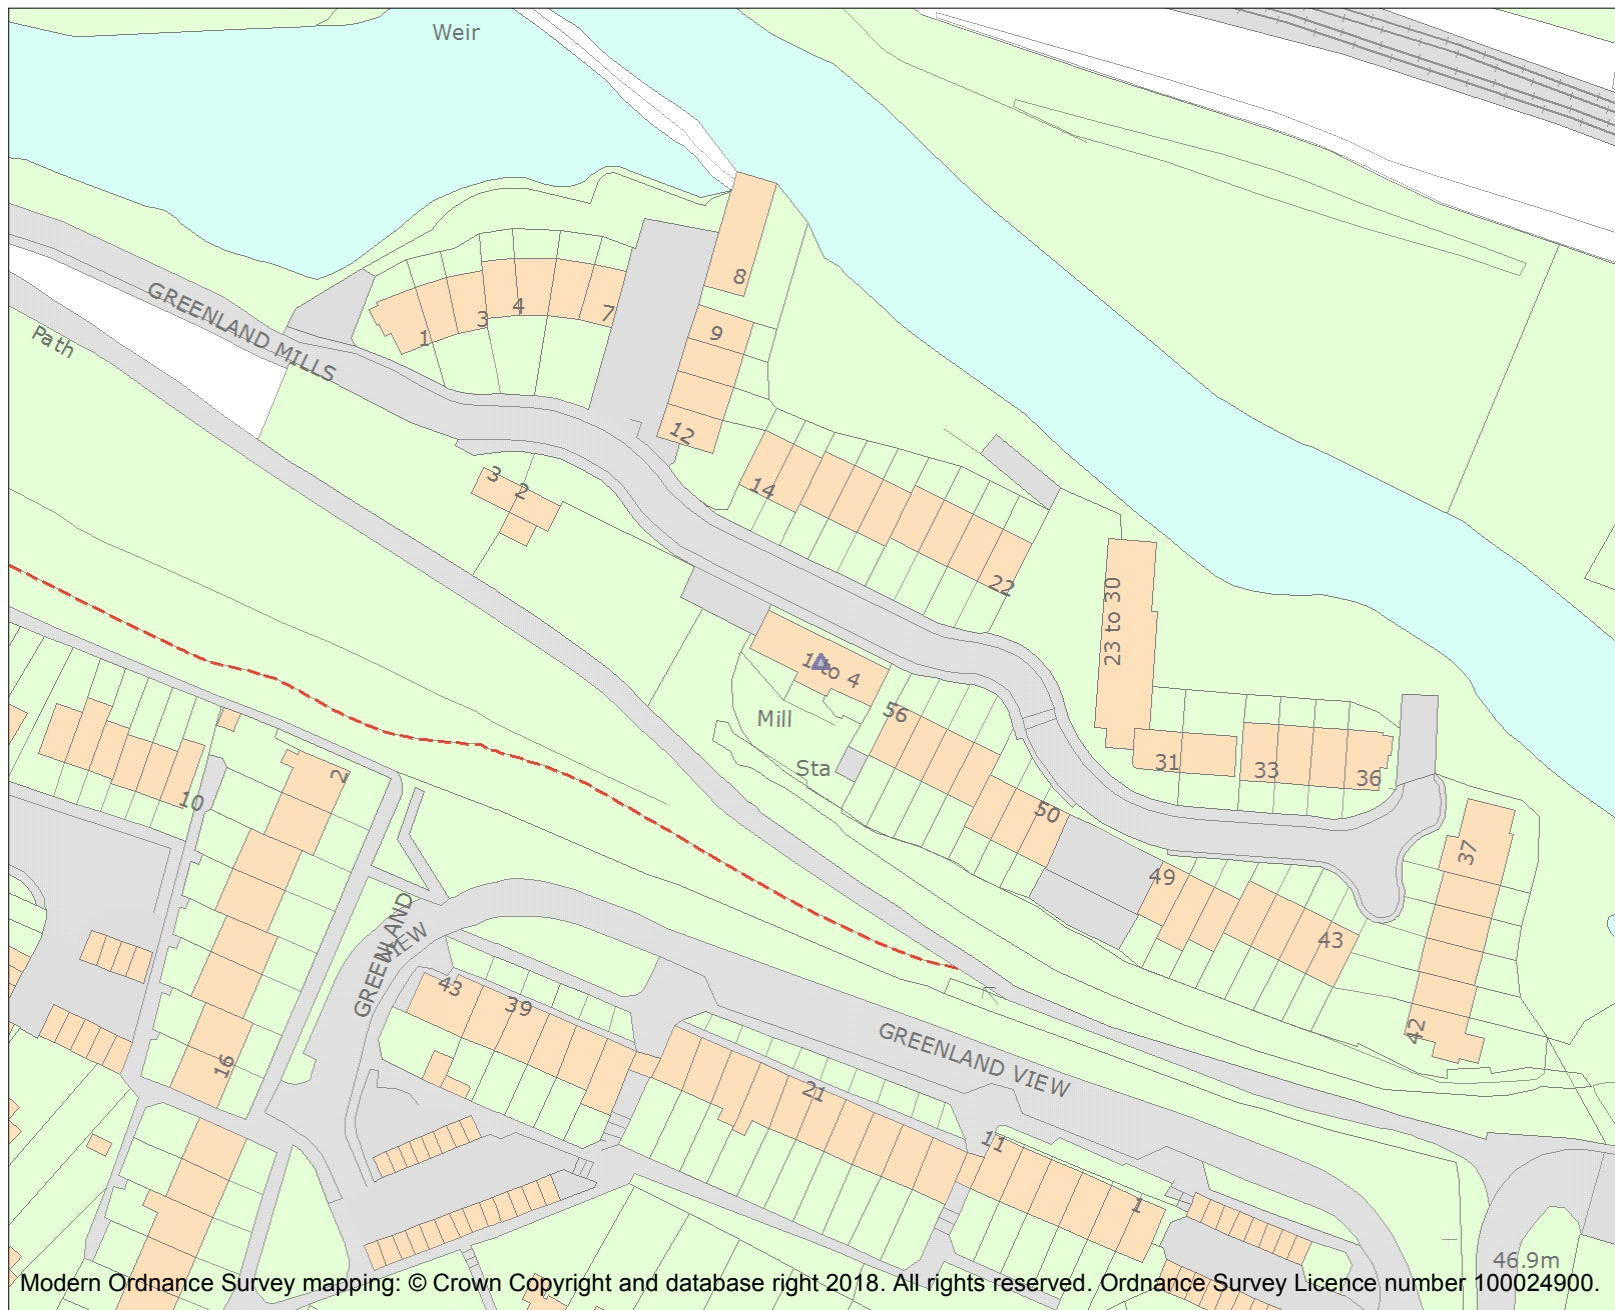 Weir
GREENLAND MILLS
Path
8
1
3
4
7
9
12
3
2
14
22
23 to 30
1 to 4
56
Mill
Sta
50
31
33
36
49
37
43
42
2
10
16
GREENLAND
VIEW
43
39
21
GREENLAND VIEW
11
1
46.9m
Modern Ordnance Survey mapping: © Crown Copyright and database right 2018. All rights reserved. Ordnance Survey Licence number 100024900.